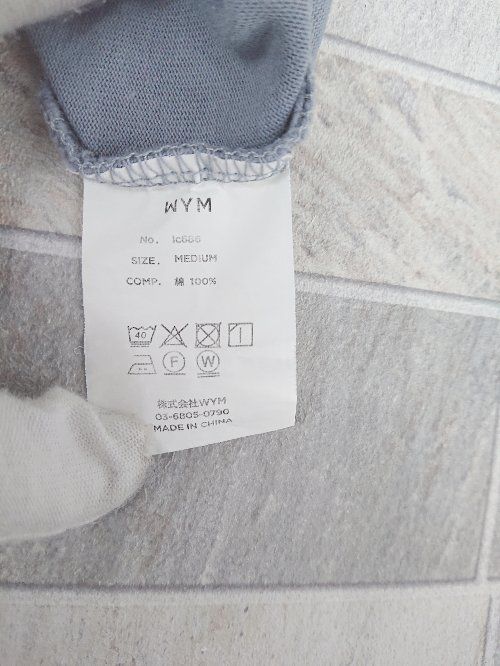 WYM
No. lc686
SIZE. MEDIUM
COMP. 綿 100%
40
F W
株式会社WYM
03-6805-0790
MADE IN CHINA